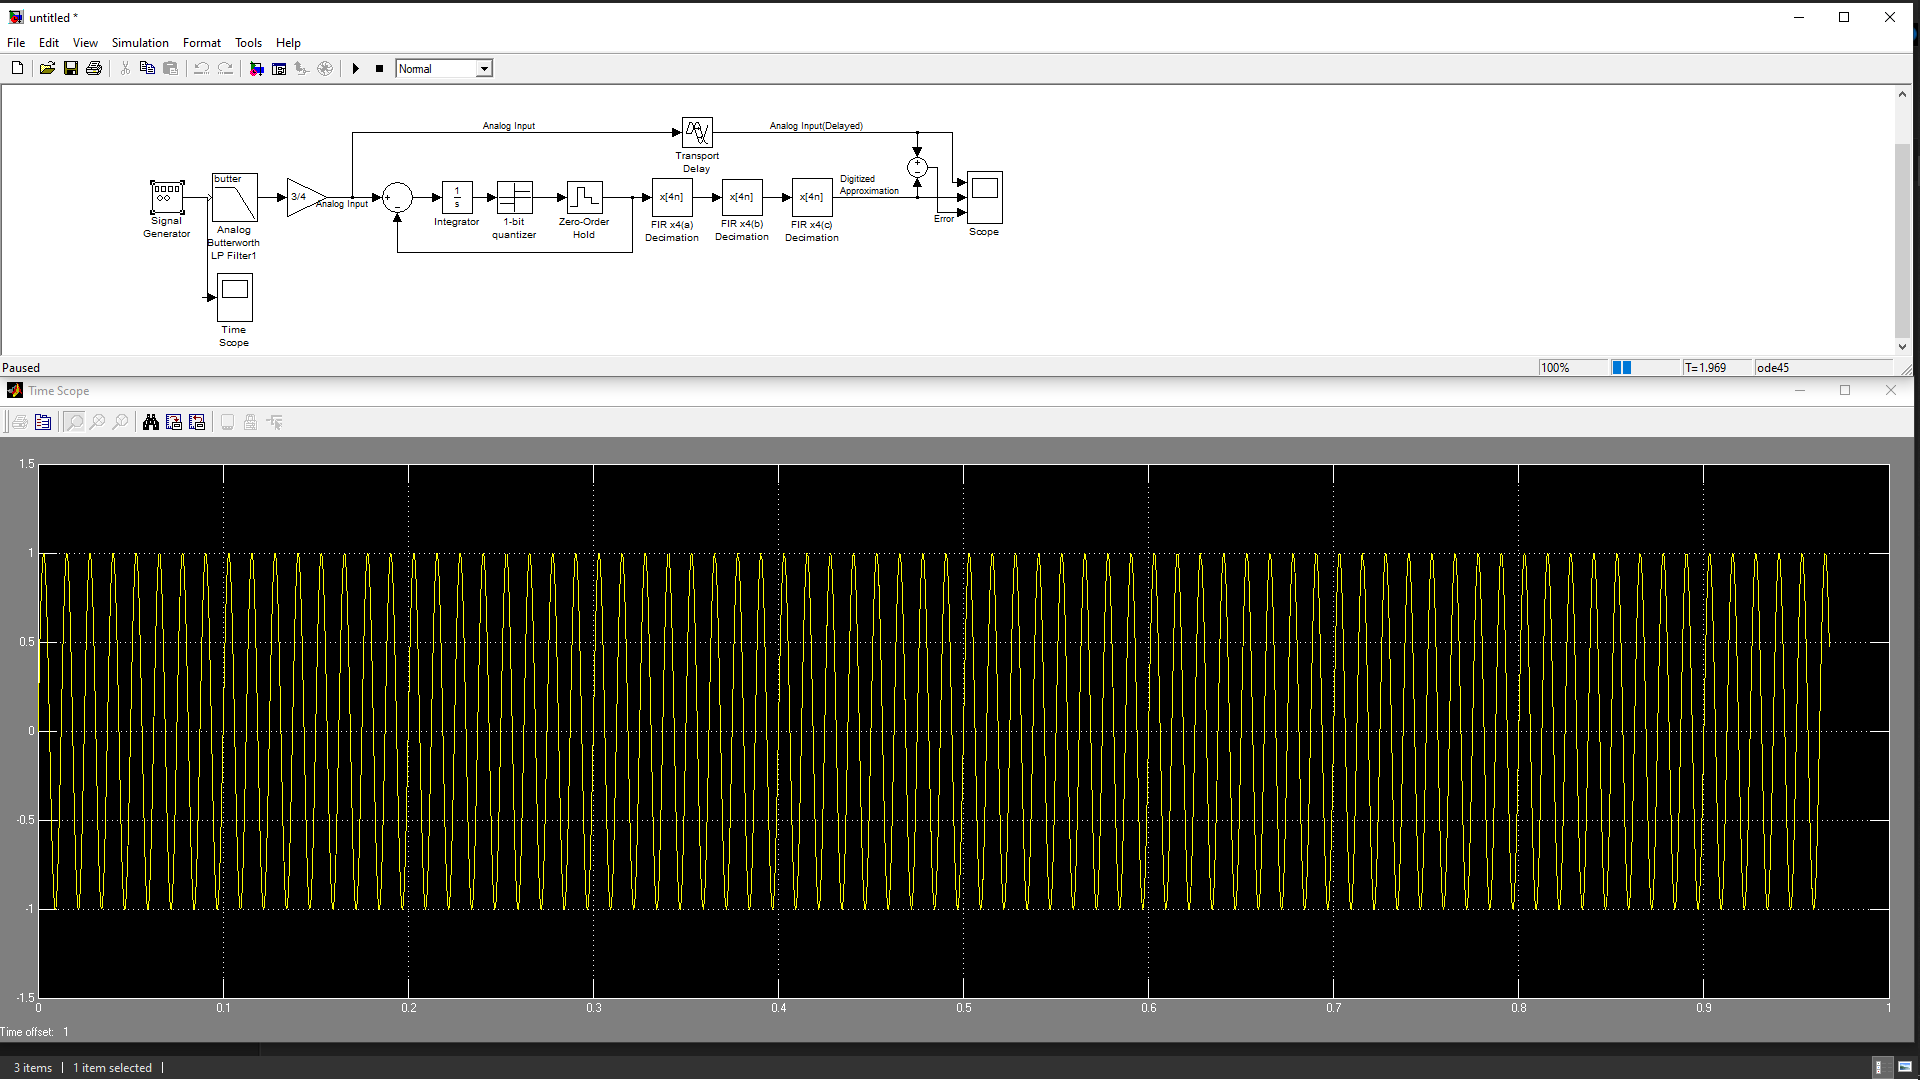 untitled *
File Edit View Simulation Format Tools Help
Normal
Analog Input
Analog Input(Delayed)
Transport
Delay
butter
3/4
Analog Input
+
−
1
s
x[4n]
x[4n]
x[4n]
Digitized
Approximation
+
−
Error
Signal
Generator
Analog
Butterworth
LP Filter1
Integrator
1-bit
quantizer
Zero-Order
Hold
FIR x4(a)
Decimation
FIR x4(b)
Decimation
FIR x4(c)
Decimation
Scope
Time
Scope
Paused
100%
T=1.969
ode45
Time Scope
1.5
1
0.5
0
-0.5
-1
-1.5
0 0.1 0.2 0.3 0.4 0.5 0.6 0.7 0.8 0.9 1
Time offset: 1
3 items | 1 item selected |